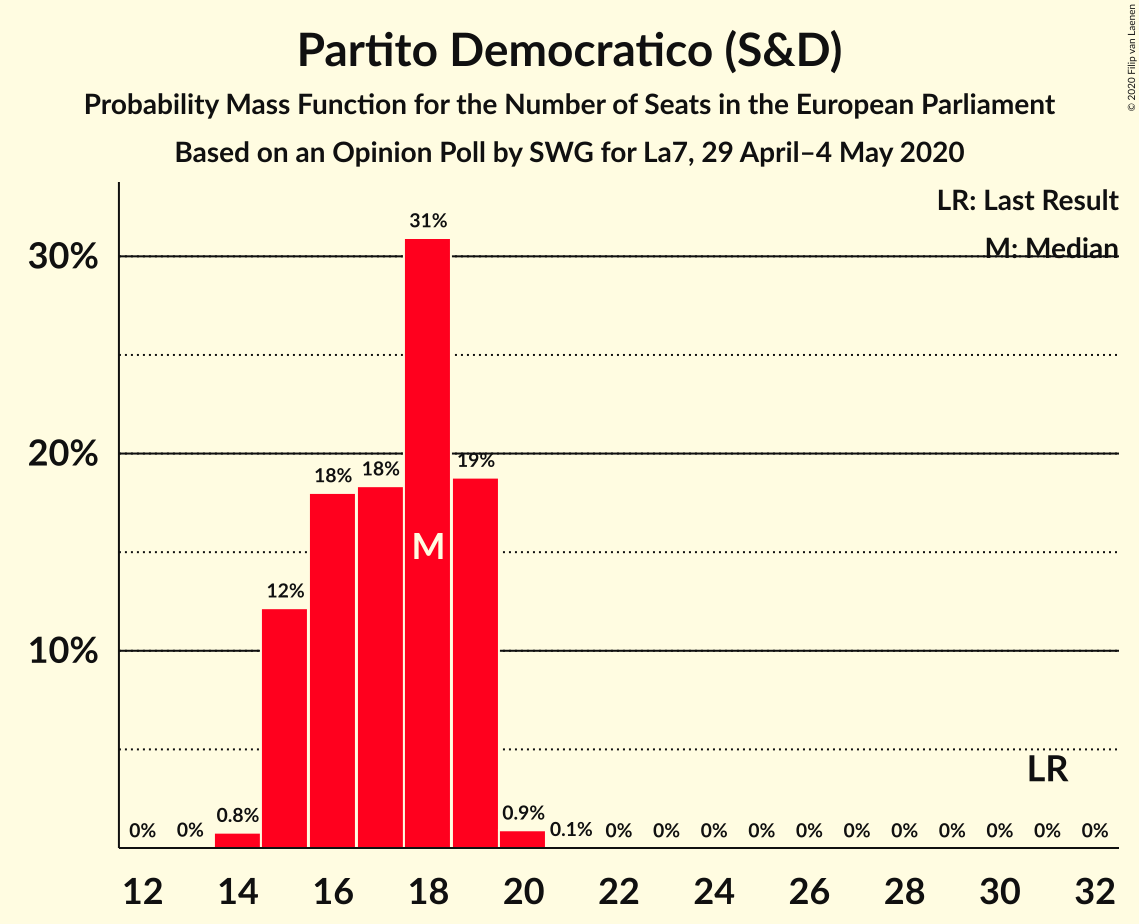 Partito Democratico (S&D)
Probability Mass Function for the Number of Seats in the European Parliament
Based on an Opinion Poll by SWG for La7, 29 April–4 May 2020
© 2020 Filip van Laenen
LR: Last Result
M: Median
30%
20%
10%
0% 0% 0.8% 12% 18% 18% 31% 19% 0.9% 0.1% 0% 0% 0% 0% 0% 0% 0% 0% 0% 0% 0%
M
LR
12 14 16 18 20 22 24 26 28 30 32